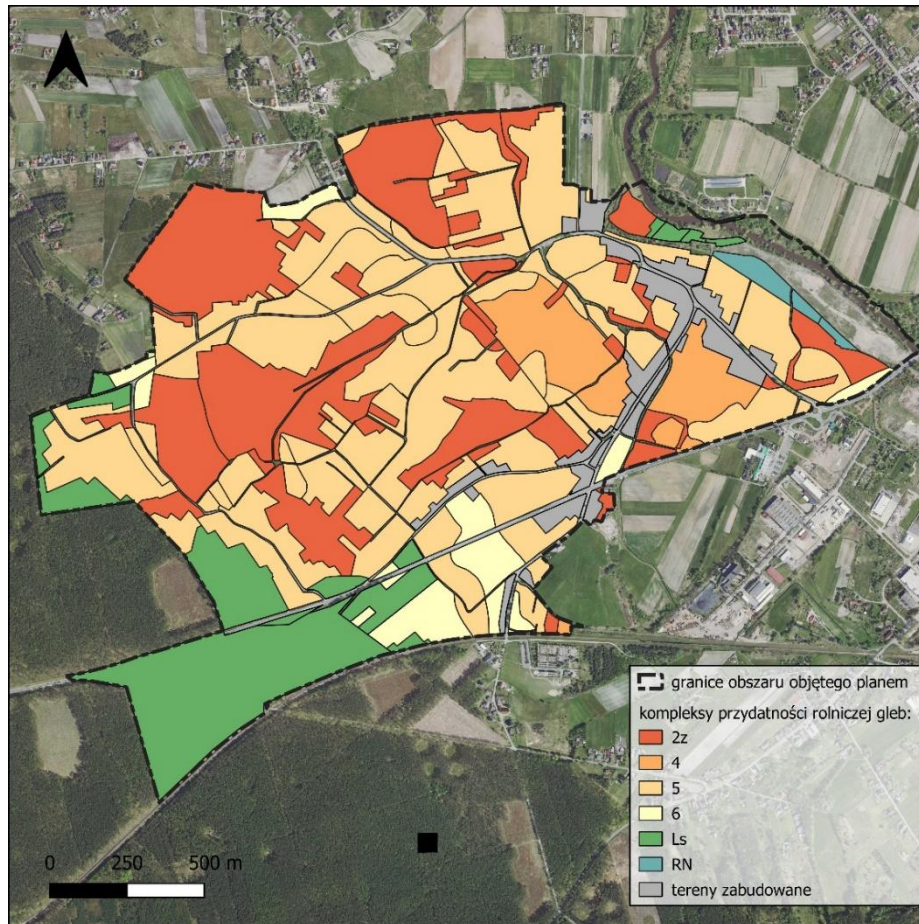 granice obszaru objętego planem
kompleksy przydatności rolniczej gleb:
2z
4
5
6
Ls
RN
tereny zabudowane
0 250 500 m